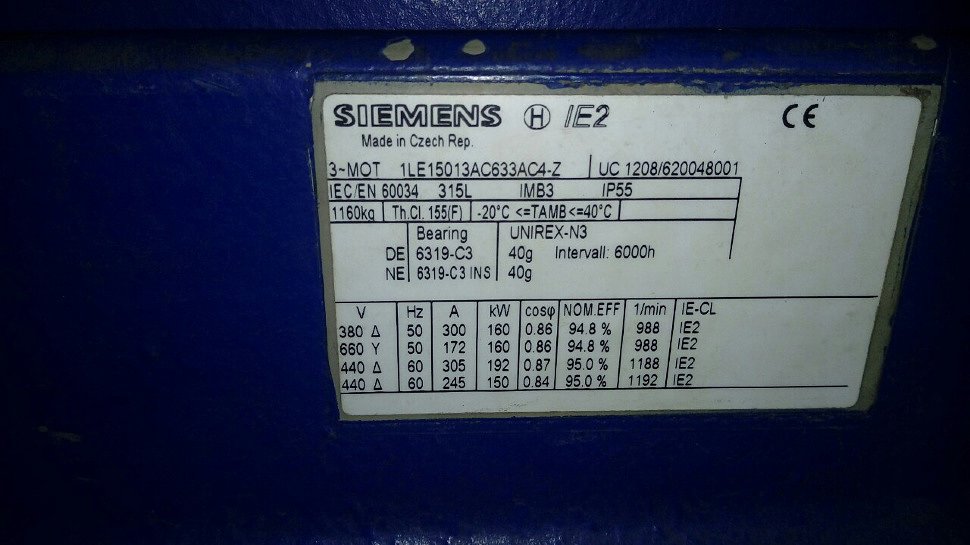 SIEMENS H IE2 CE
Made in Czech Rep.
3~MOT 1LE15013AC633AC4-Z UC 1208/620048001
IEC/EN 60034 315L IMB3 IP55
1160kg Th.Cl. 155(F) -20°C <=TAMB<=40°C
Bearing UNIREX-N3
DE 6319-C3 40g Intervall: 6000h
NE 6319-C3 INS 40g
V Hz A kW cosφ NOM.EFF 1/min IE-CL
380 Δ 50 300 160 0.86 94.8 % 988 IE2
660 Y 50 172 160 0.86 94.8 % 988 IE2
440 Δ 60 305 192 0.87 95.0 % 1188 IE2
440 Δ 60 245 150 0.84 95.0 % 1192 IE2